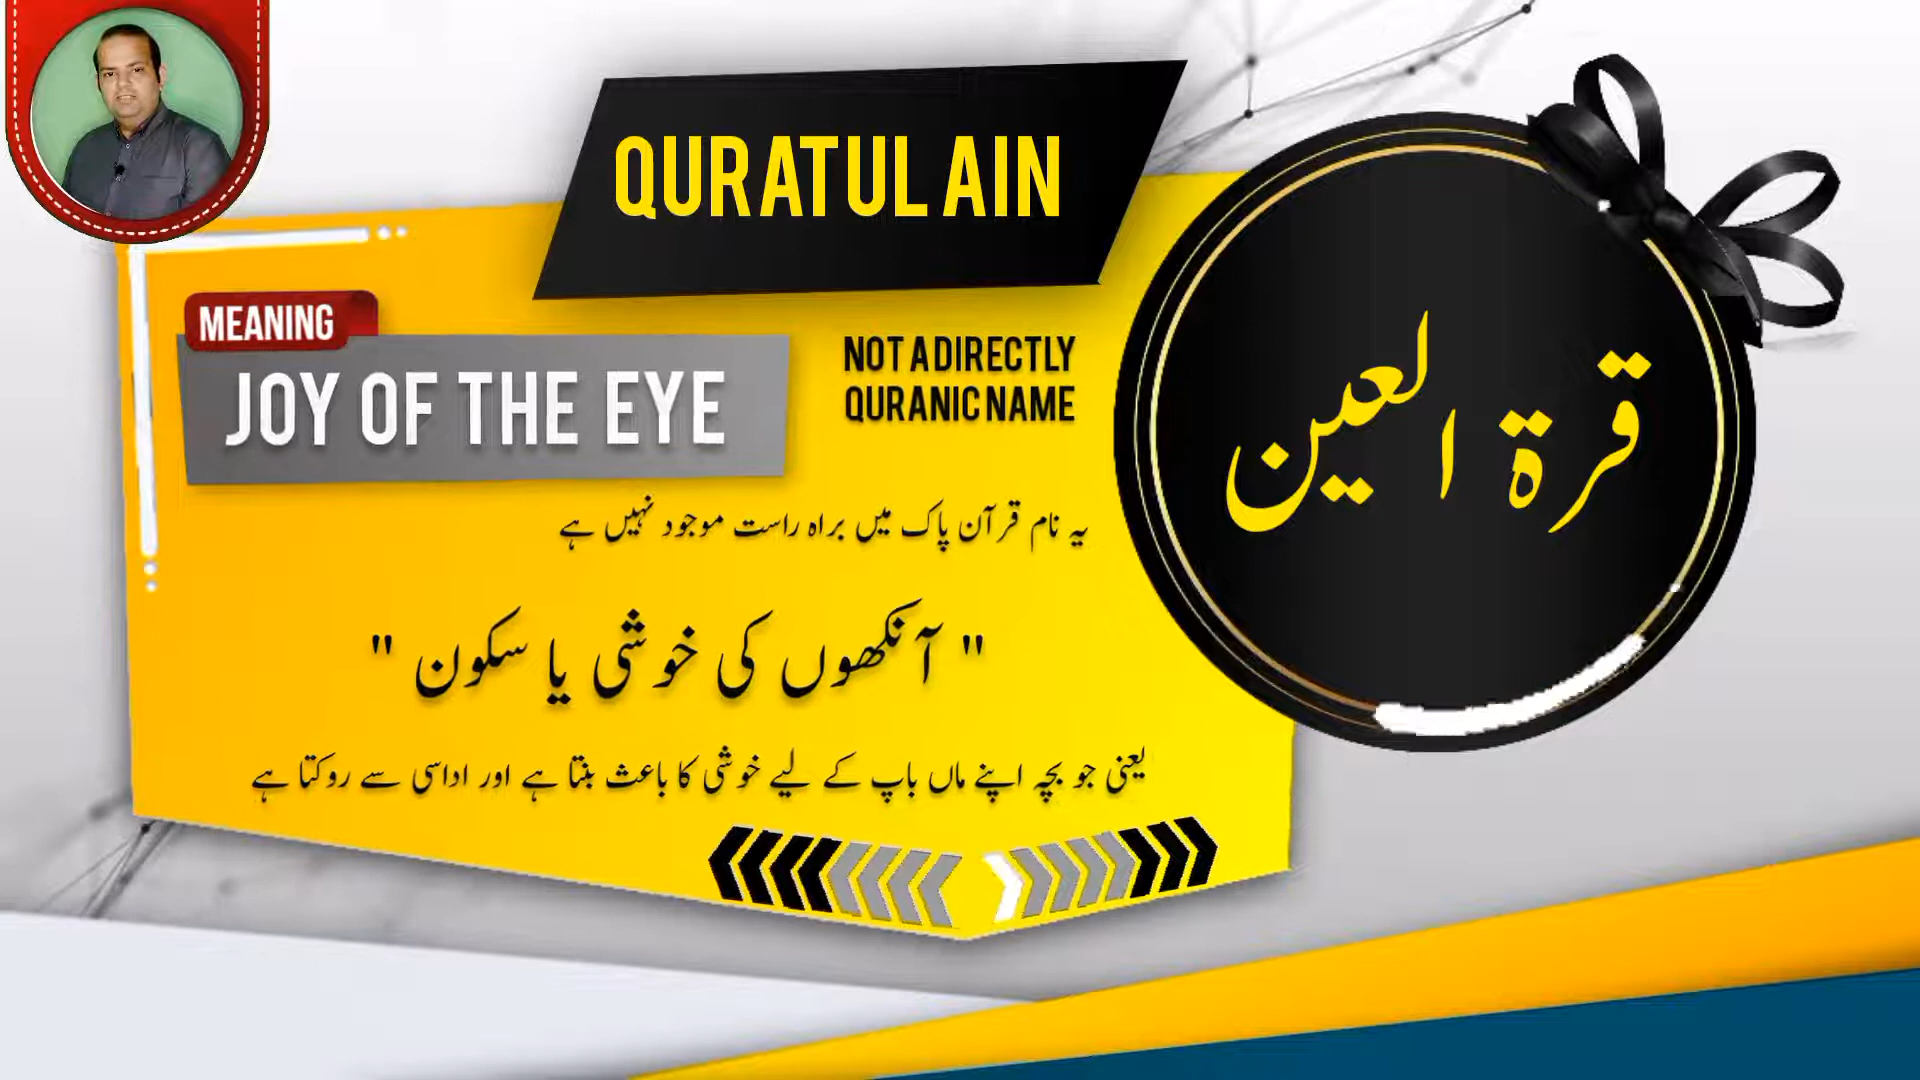 QURATUL AIN
MEANING
JOY OF THE EYE
NOT A DIRECTLY
QURANIC NAME
قرۃ العین
یہ نام قرآن پاک میں براہ راست موجود نہیں ہے
" آنکھوں کی خوشی یا سکون "
یعنی جو بچہ اپنے ماں باپ کے لیے خوشی کا باعث بنتا ہے اور اداسی سے روکتا ہے